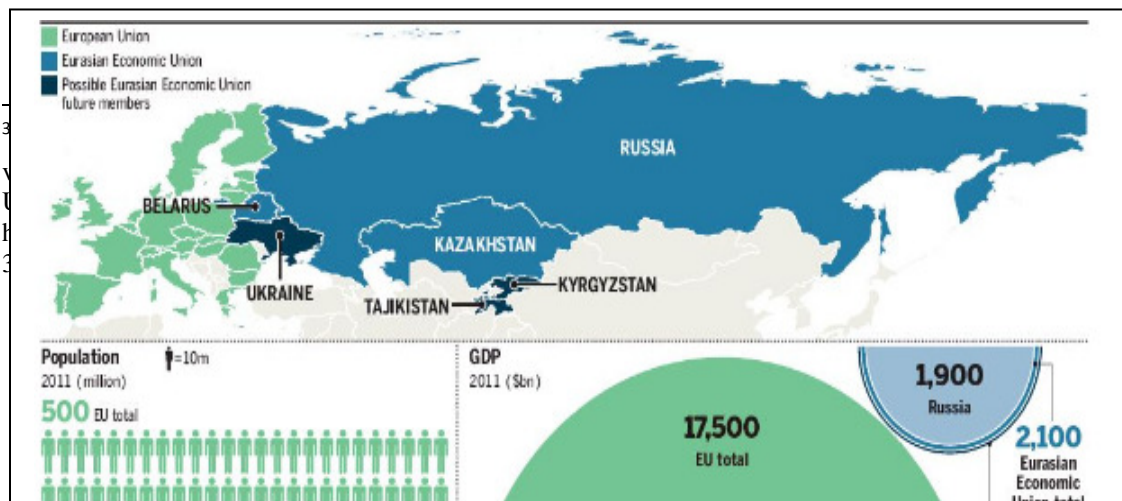 European Union
Eurasian Economic Union
Possible Eurasian Economic Union
future members
RUSSIA
BELARUS
KAZAKHSTAN
UKRAINE
KYRGYZSTAN
TAJIKISTAN
Population
=10m
2011 (million)
500 EU total
GDP
2011 ($bn)
17,500
EU total
1,900
Russia
2,100
Eurasian
Economic
Union total